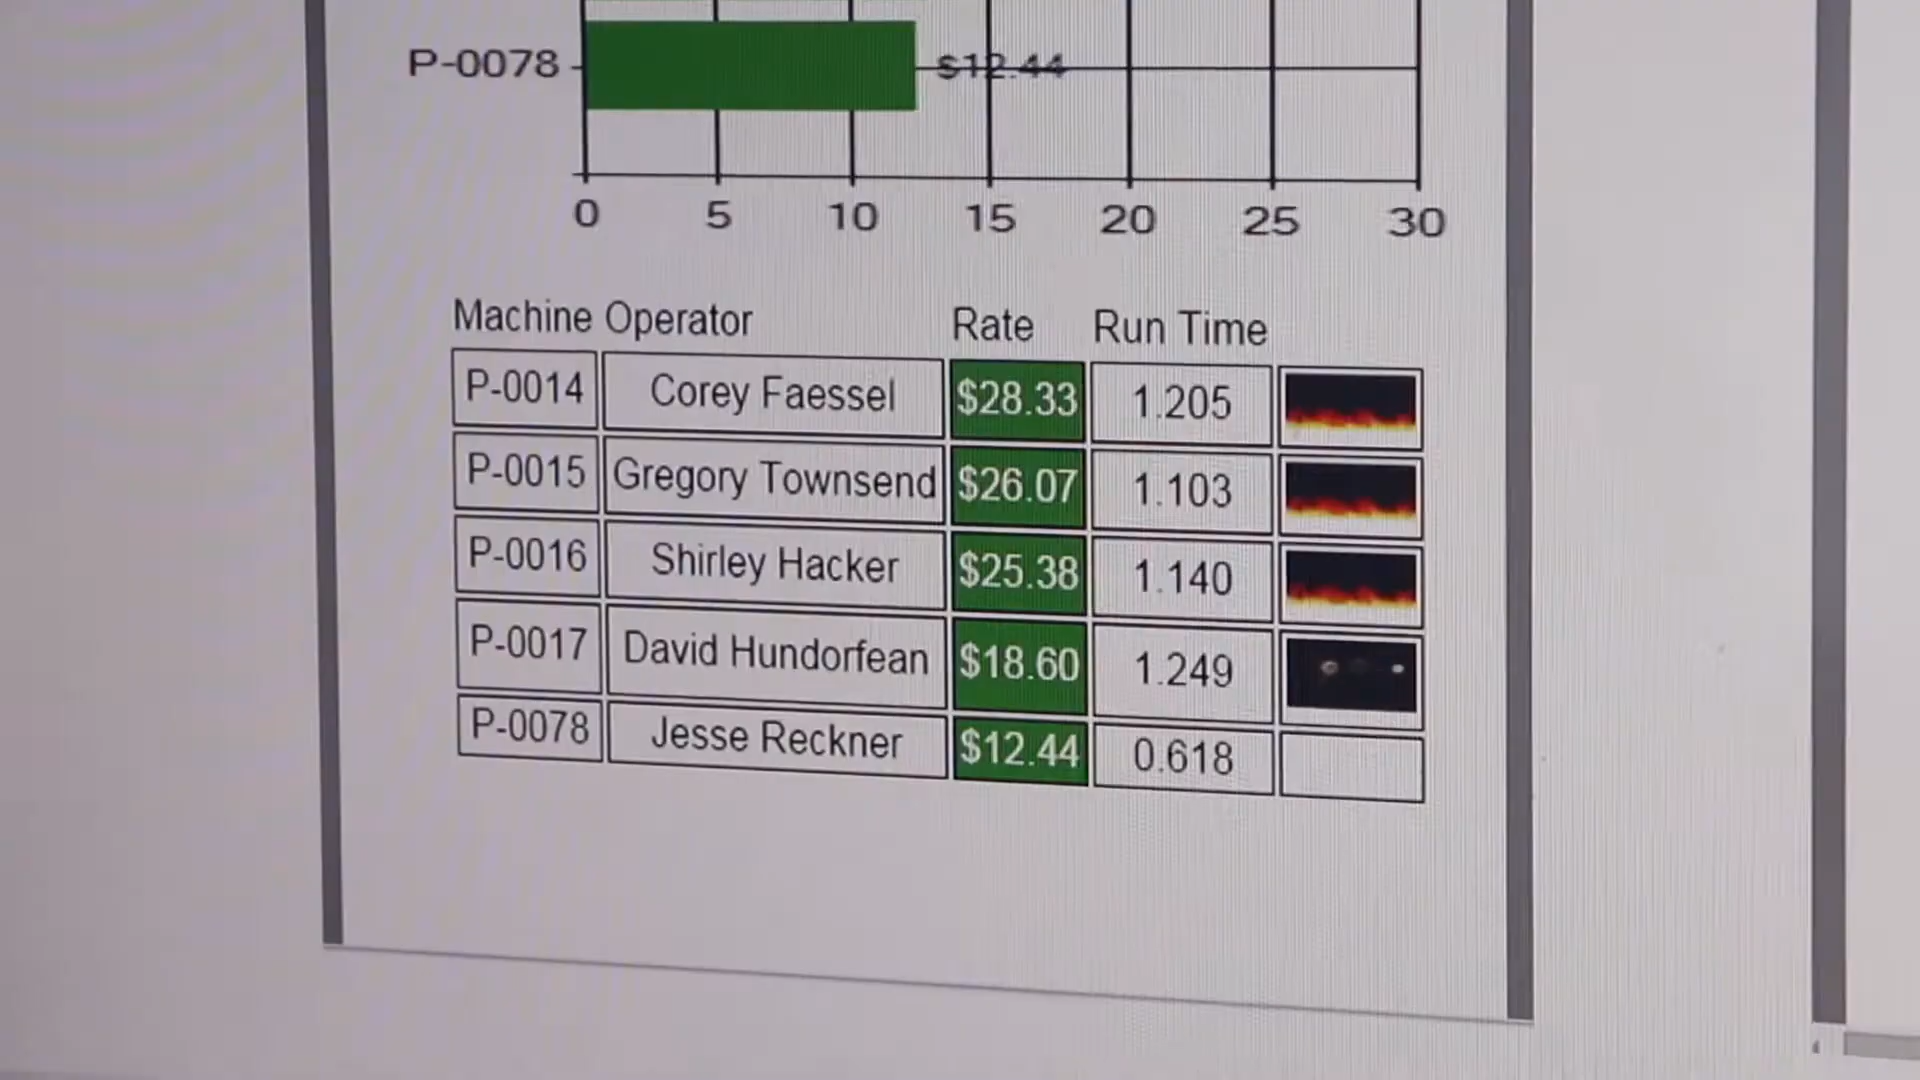 P-0078 $12.44
0 5 10 15 20 25 30
Machine Operator Rate Run Time
P-0014 Corey Faessel $28.33 1.205
P-0015 Gregory Townsend $26.07 1.103
P-0016 Shirley Hacker $25.38 1.140
P-0017 David Hundorfean $18.60 1.249
P-0078 Jesse Reckner $12.44 0.618